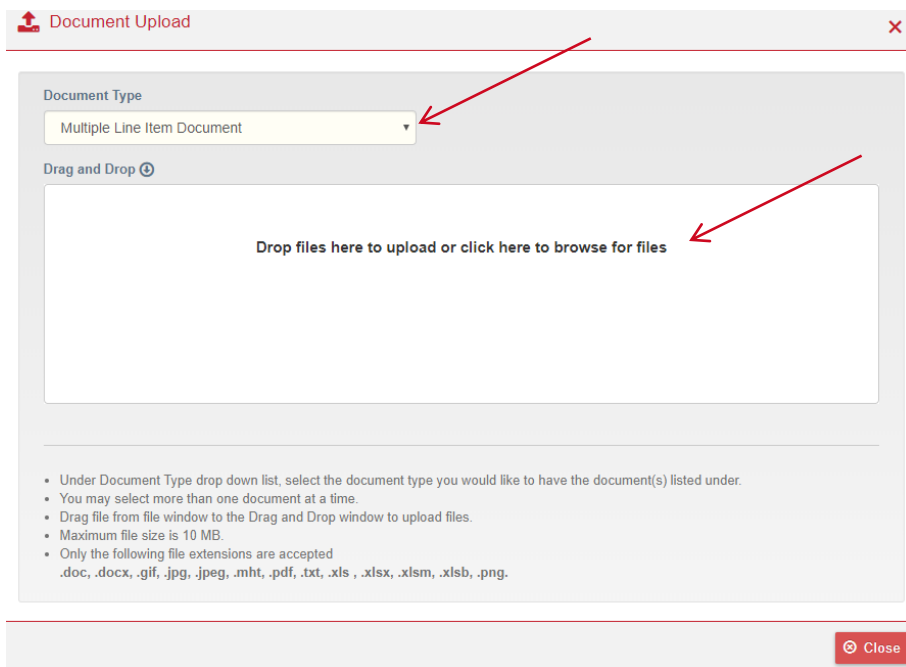 Document Upload
Document Type
Multiple Line Item Document
Drag and Drop
Drop files here to upload or click here to browse for files
• Under Document Type drop down list, select the document type you would like to have the document(s) listed under.
• You may select more than one document at a time.
• Drag file from file window to the Drag and Drop window to upload files.
• Maximum file size is 10 MB.
• Only the following file extensions are accepted
.doc, .docx, .gif, .jpg, .jpeg, .mht, .pdf, .txt, .xls , .xlsx, .xlsm, .xlsb, .png.
Close